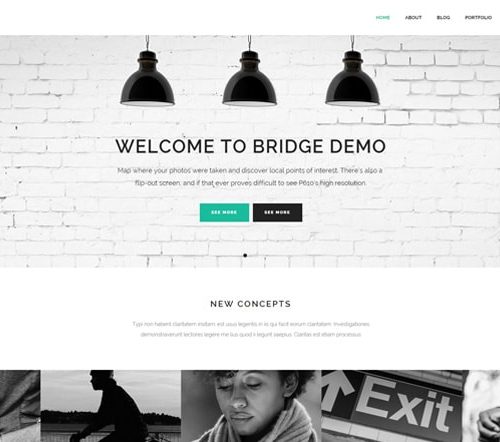 HOME ABOUT BLOG PORTFOLIO
WELCOME TO BRIDGE DEMO
Map where your photos were taken and discover local points of interest. There's also a
flip-out screen, and if that ever proves difficult to see P610's high resolution.
SEE MORE SEE MORE
NEW CONCEPTS
Typi non habent claritatem insitam est usus legentis in iis qui facit eorum claritatem. Investigationes
demonstraverunt lectores legere me lius quod ii legunt saepius. Claritas est etiam processus
Exit